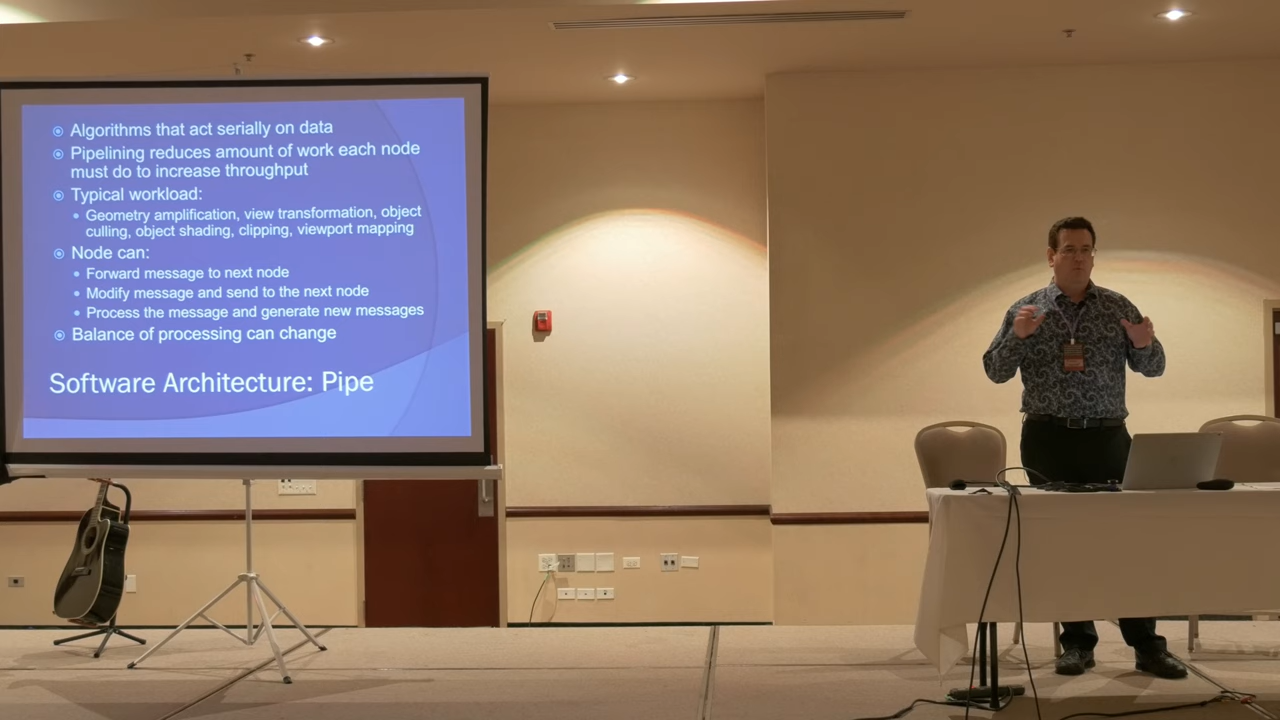 Algorithms that act serially on data
Pipelining reduces amount of work each node
must do to increase throughput
Typical workload:
Geometry amplification, view transformation, object
culling, object shading, clipping, viewport mapping
Node can:
Forward message to next node
Modify message and send to the next node
Process the message and generate new messages
Balance of processing can change
Software Architecture: Pipe